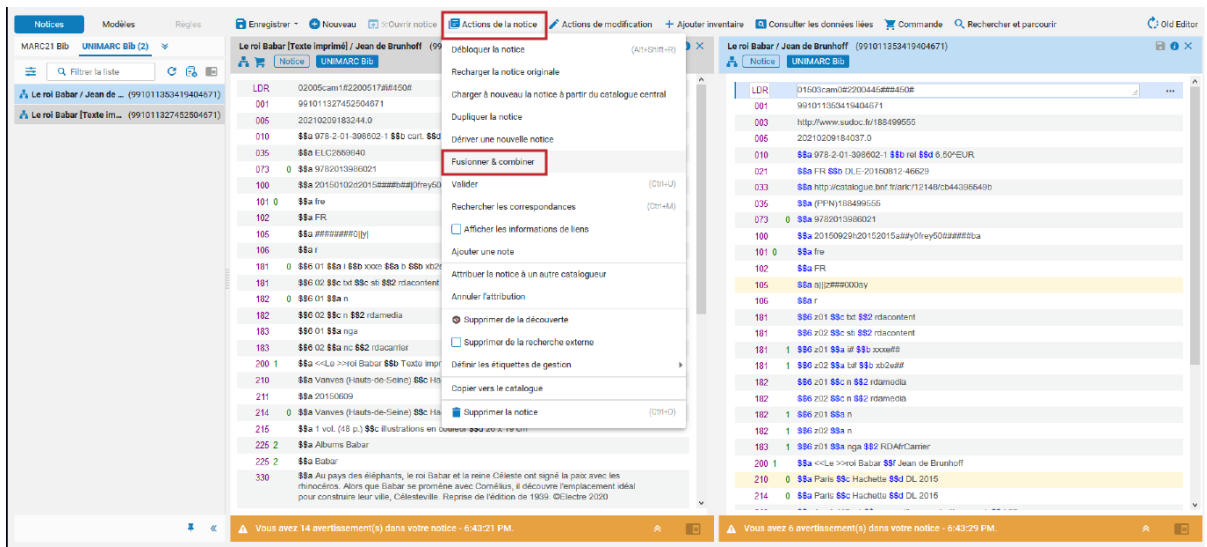 Notices Modèles Règles
Enregistrer Nouveau Ouvrir notice Actions de la notice Actions de modification Ajouter inventaire Consulter les données liées Commande Rechercher et parcourir Old Editor
MARC21 Bib UNIMARC Bib (2)
Filtrer la liste
Le roi Babar / Jean de ... (991011353419404671)
Le roi Babar [Texte im... (991011327452504671)
Le roi Babar [Texte imprimé] / Jean de Brunhoff (99
Notice UNIMARC Bib
LDR 02005cam1#2200517#i#450#
001 991011327452504671
005 20210209183244.0
010 $$a 978-2-01-398602-1 $$b cart. $$d
035 $$a ELC2659840
073 0 $$a 9782013986021
100 $$a 20150102d2015####b##|0frey50
101 0 $$a fre
102 $$a FR
105 $$a ########0||y|
106 $$a r
181 0 $$6 01 $$a i $$b xxxe $$a b $$b xb2e
181 $$6 02 $$c txt $$c sti $$2 rdacontent
182 0 $$6 01 $$a n
182 $$6 02 $$c n $$2 rdamedia
183 $$6 01 $$a nga
183 $$6 02 $$a nc $$2 rdacarrier
200 1 $$a <<Le >>roi Babar $$b Texte impr
210 $$a Vanves (Hauts-de-Seine) $$c Ha
211 $$a 20150609
214 0 $$a Vanves (Hauts-de-Seine) $$c Ha
215 $$a 1 vol. (48 p.) $$c illustrations en couleur $$d 26 x 19 cm
225 2 $$a Albums Babar
225 2 $$a Babar
330 $$a Au pays des éléphants, le roi Babar et la reine Céleste ont signé la paix avec les
rhinocéros. Alors que Babar se promène avec Cornélius, il découvre l'emplacement idéal
pour construire leur ville, Célesteville. Reprise de l'édition de 1939. ©Electre 2020
Vous avez 14 avertissement(s) dans votre notice - 6:43:21 PM.
Débloquer la notice (Alt+Shift+R)
Recharger la notice originale
Charger à nouveau la notice à partir du catalogue central
Dupliquer la notice
Dériver une nouvelle notice
Fusionner & combiner
Valider (Ctrl+U)
Rechercher les correspondances (Ctrl+M)
Afficher les informations de liens
Ajouter une note
Attribuer la notice à un autre catalogueur
Annuler l'attribution
Supprimer de la découverte
Supprimer de la recherche externe
Définir les étiquettes de gestion
Copier vers le catalogue
Supprimer la notice (Ctrl+D)
Le roi Babar / Jean de Brunhoff (991011353419404671)
Notice UNIMARC Bib
LDR 01503cam0#2200445###450#
001 991011353419404671
003 http://www.sudoc.fr/188499555
005 20210209184037.0
010 $$a 978-2-01-398602-1 $$b rel $$d 6,50^EUR
021 $$a FR $$b DLE-20150812-46629
033 $$a http://catalogue.bnf.fr/ark:/12148/cb44396649b
035 $$a (PPN)188499555
073 0 $$a 9782013986021
100 $$a 20150929h20152015a##y0frey50######ba
101 0 $$a fre
102 $$a FR
105 $$a a||z###000ay
106 $$a r
181 $$6 z01 $$c txt $$2 rdacontent
181 $$6 z02 $$c sti $$2 rdacontent
181 1 $$6 z01 $$a i# $$b xxxe##
181 1 $$6 z02 $$a b# $$b xb2e##
182 $$6 z01 $$c n $$2 rdamedia
182 $$6 z02 $$c n $$2 rdamedia
182 1 $$6 z01 $$a n
182 1 $$6 z02 $$a n
183 1 $$6 z01 $$a nga $$2 RDAfrCarrier
200 1 $$a <<Le >>roi Babar $$f Jean de Brunhoff
210 0 $$a Paris $$c Hachette $$d DL 2015
214 0 $$a Paris $$c Hachette $$d DL 2015
Vous avez 6 avertissement(s) dans votre notice - 6:43:29 PM.